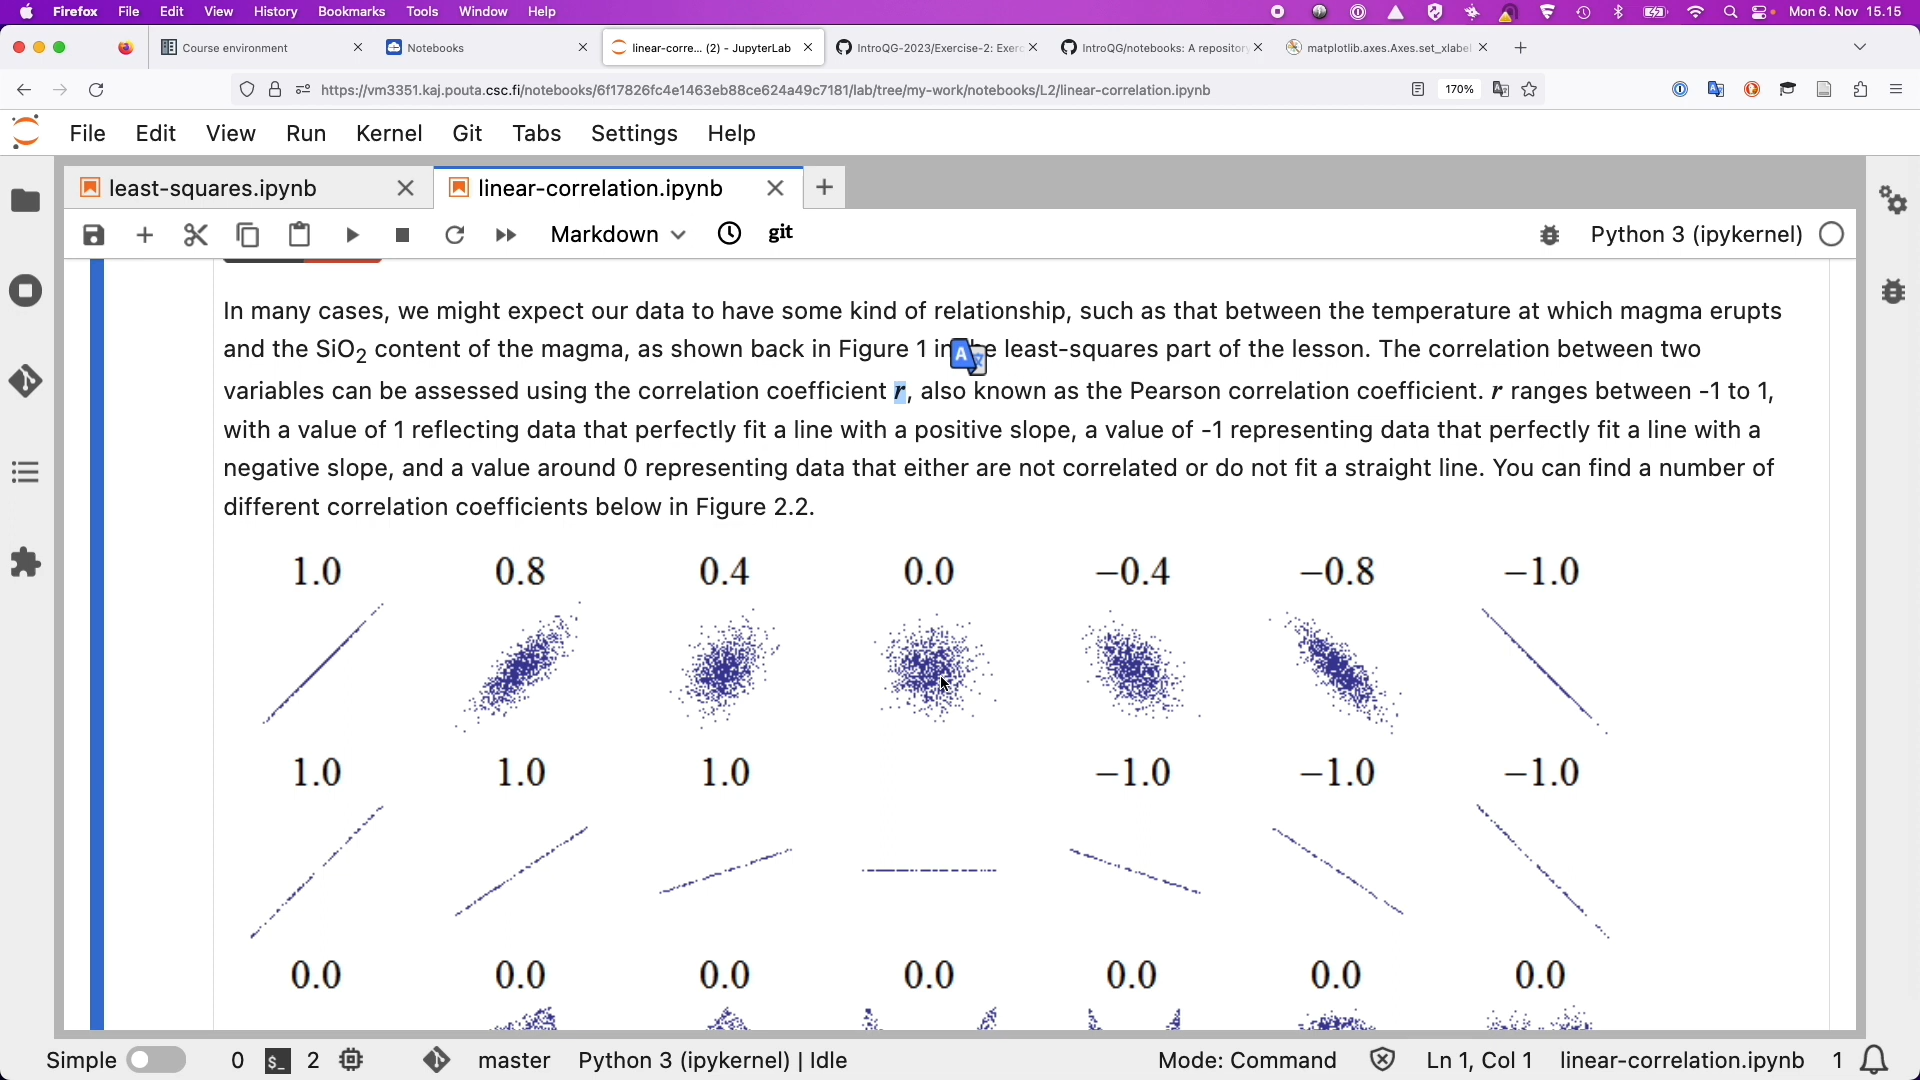 Firefox File Edit View History Bookmarks Tools Window Help Mon 6. Nov 15.15
Course environment Notebooks linear-corre... (2) - JupyterLab IntroQG-2023/Exercise-2: Exerc IntroQG/notebooks: A repository matplotlib.axes.Axes.set_xlabel
https://vm3351.kaj.pouta.csc.fi/notebooks/6f17826fc4e1463eb88ce624a49c7181/lab/tree/my-work/notebooks/L2/linear-correlation.ipynb 170%
File Edit View Run Kernel Git Tabs Settings Help
least-squares.ipynb linear-correlation.ipynb
Markdown git Python 3 (ipykernel)
In many cases, we might expect our data to have some kind of relationship, such as that between the temperature at which magma erupts
and the SiO2 content of the magma, as shown back in Figure 1 in the least-squares part of the lesson. The correlation between two
variables can be assessed using the correlation coefficient r, also known as the Pearson correlation coefficient. r ranges between -1 to 1,
with a value of 1 reflecting data that perfectly fit a line with a positive slope, a value of -1 representing data that perfectly fit a line with a
negative slope, and a value around 0 representing data that either are not correlated or do not fit a straight line. You can find a number of
different correlation coefficients below in Figure 2.2.
1.0 0.8 0.4 0.0 −0.4 −0.8 −1.0
1.0 1.0 1.0 −1.0 −1.0 −1.0
0.0 0.0 0.0 0.0 0.0 0.0 0.0
Simple 0 $_ 2 master Python 3 (ipykernel) | Idle Mode: Command Ln 1, Col 1 linear-correlation.ipynb 1